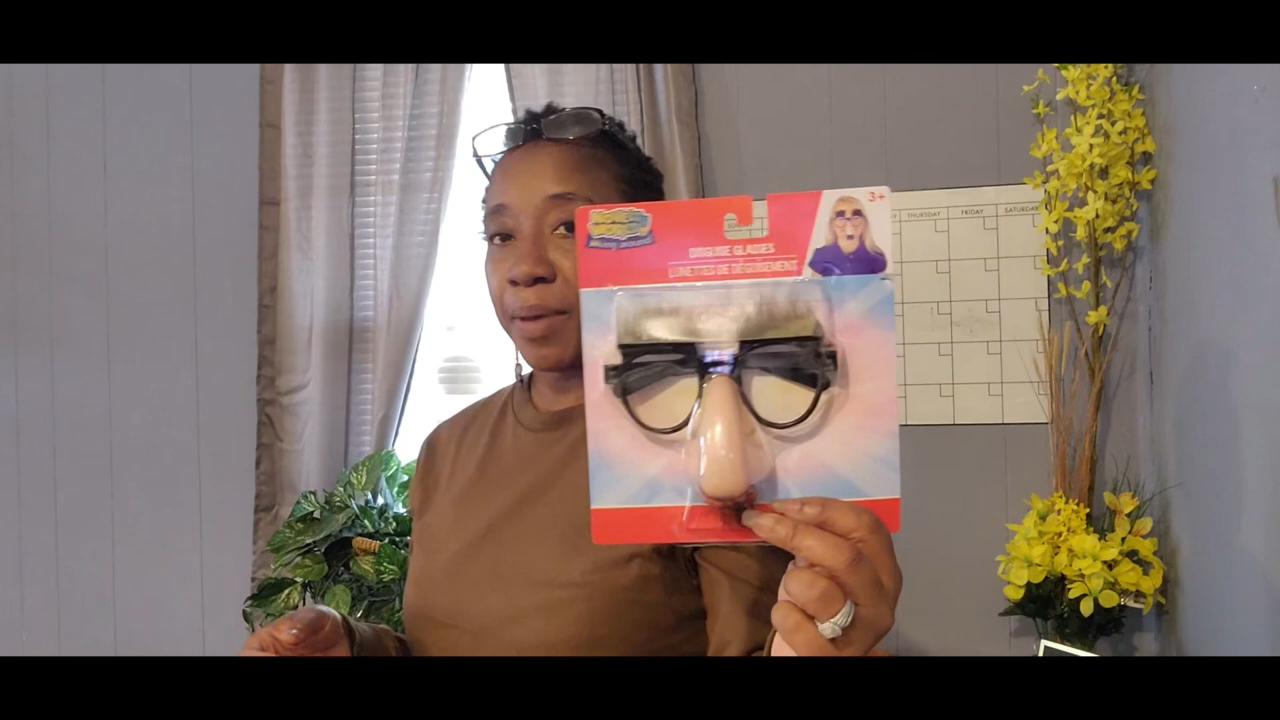 3+
DISGUISE GLASSES
LUNETTES DE DÉGUISEMENT
THURSDAY
FRIDAY
SATURDAY